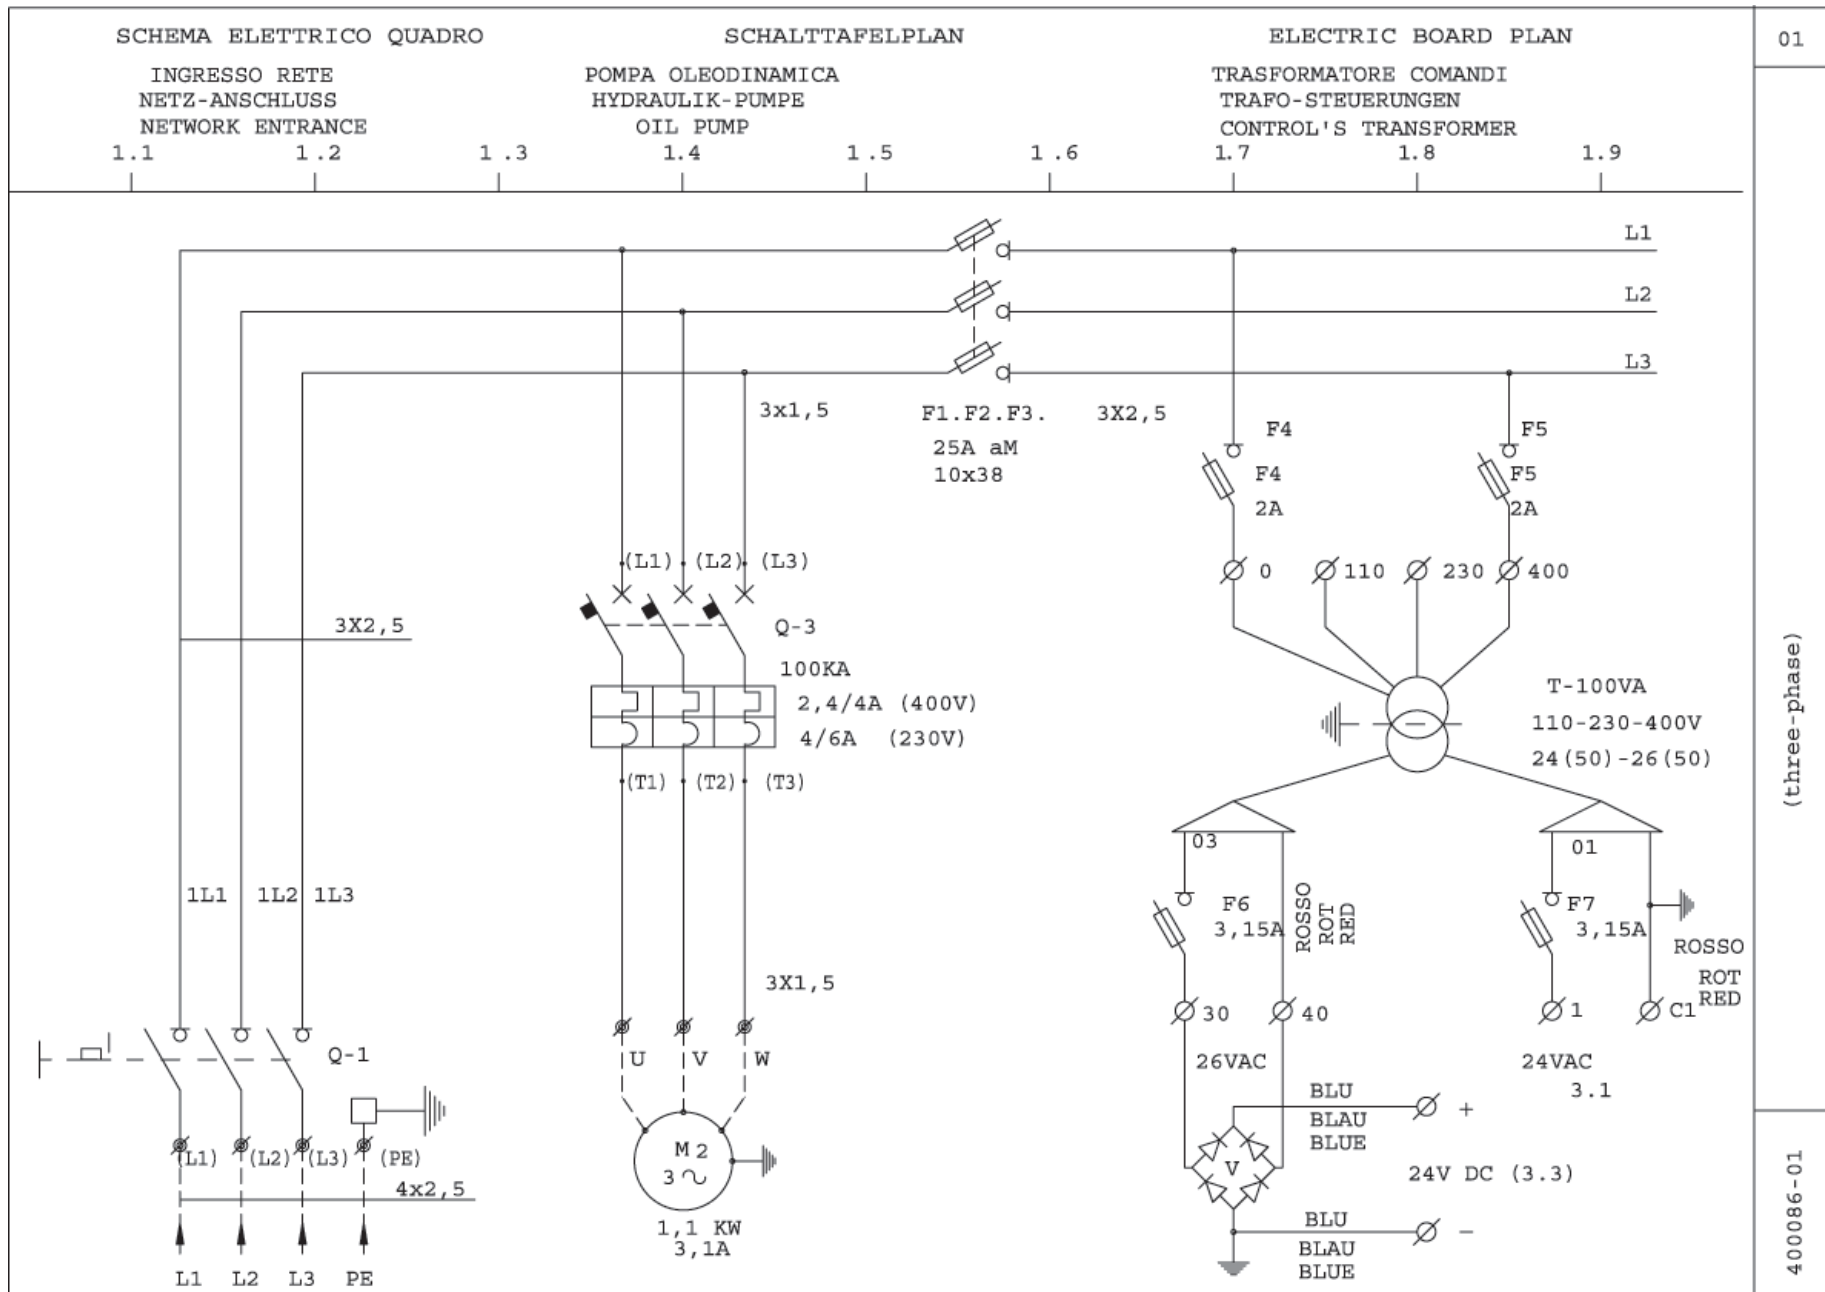 SCHEMA ELETTRICO QUADRO SCHALTTAFELPLAN ELECTRIC BOARD PLAN 01
INGRESSO RETE POMPA OLEODINAMICA TRASFORMATORE COMANDI
NETZ-ANSCHLUSS HYDRAULIK-PUMPE TRAFO-STEUERUNGEN
NETWORK ENTRANCE OIL PUMP CONTROL'S TRANSFORMER
1.1 1.2 1.3 1.4 1.5 1.6 1.7 1.8 1.9
L1
L2
L3
3x1,5 F1.F2.F3. 3X2,5
25A aM
10x38
F4 F5
F4 F5
2A 2A
(L1) (L2) (L3)
0 110 230 400
3X2,5 Q-3
100KA
2,4/4A (400V)
4/6A (230V)
T-100VA
110-230-400V
24(50)-26(50)
(three-phase)
(T1) (T2) (T3)
03 01
1L1 1L2 1L3
F6 F7
3,15A 3,15A
ROSSO
ROT
RED
ROSSO
ROT
RED
3X1,5
30 40 1 C1
Q-1 U V W
26VAC 24VAC
3.1
BLU
BLAU
BLUE
+
(L1) (L2) (L3) (PE)
M2
3
V
24V DC (3.3)
4x2,5
1,1 KW
3,1A
BLU
BLAU
BLUE
-
L1 L2 L3 PE
400086-01